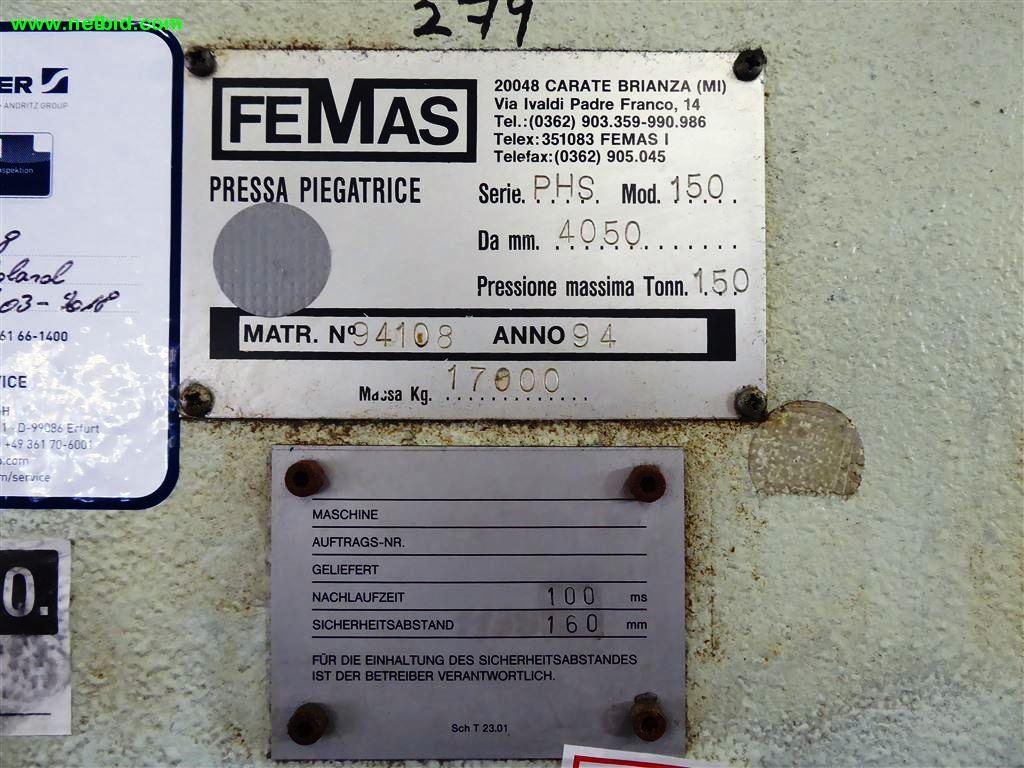 www.netbid.com
279
ER
ANDRITZ GROUP
61 66-1400
D-99086 Erfurt
+49 361 70-6001
FEMAS
20048 CARATE BRIANZA (MI)
Via Ivaldi Padre Franco, 14
Tel.:(0362) 903.359-990.986
Telex:351083 FEMAS I
Telefax:(0362) 905.045
PRESSA PIEGATRICE
Serie. PHS. Mod. 150
Da mm. 4050
Pressione massima Tonn. 150
MATR. Nº 94108 ANNO 94
Massa Kg. 17000
MASCHINE
AUFTRAGS-NR.
GELIEFERT
NACHLAUFZEIT 100 ms
SICHERHEITSABSTAND 160 mm
FÜR DIE EINHALTUNG DES SICHERHEITSABSTANDES
IST DER BETREIBER VERANTWORTLICH.
Sch T 23.01
0.